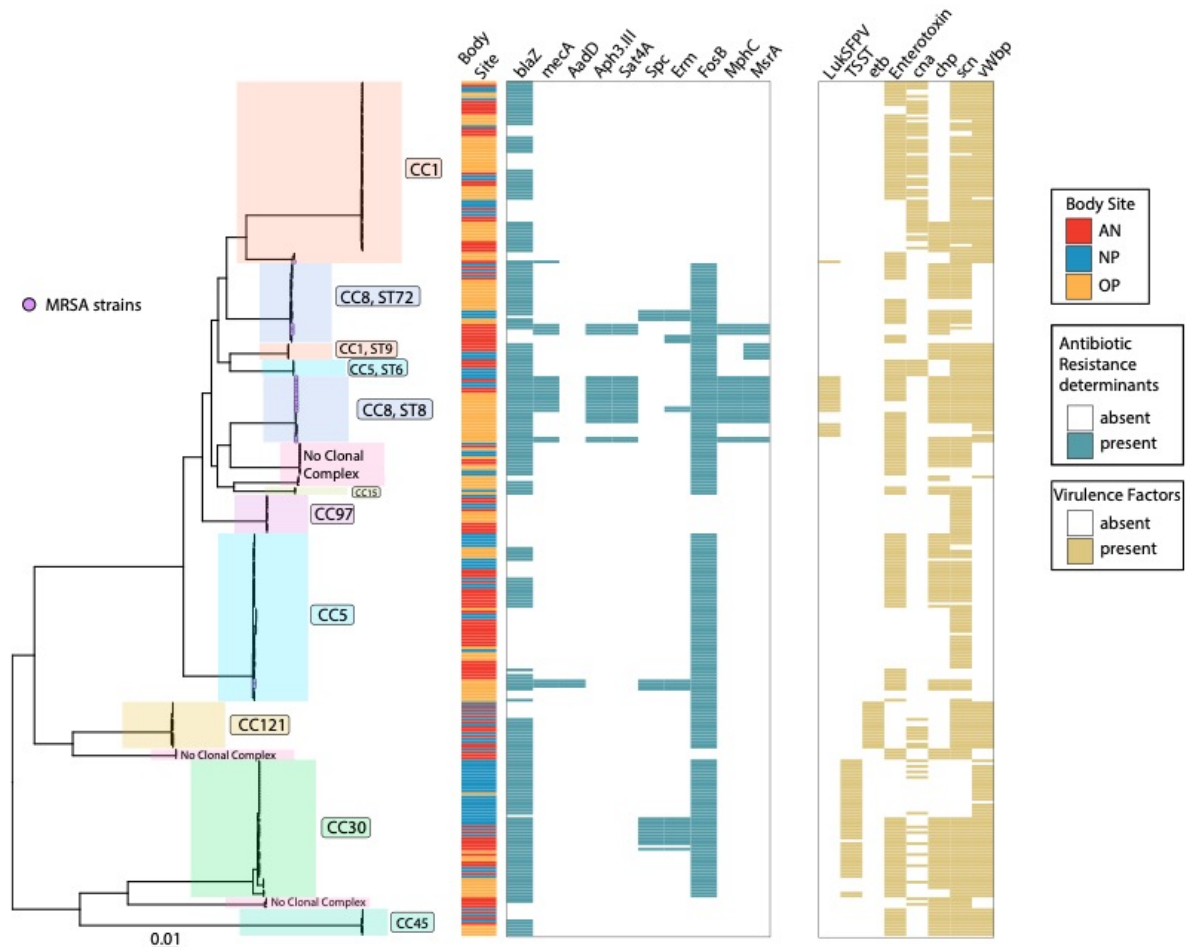 Body
Site
blaZ
mecA
AadD
Aph3.III
Sat4A
Spc
Erm
FosB
MphC
MsrA
LukSFPV
TSST
etb
Enterotoxin
cna
chp
scn
vWbp
CC1
MRSA strains
CC8, ST72
CC1, ST9
CC5, ST6
CC8, ST8
No Clonal
Complex
CC15
CC97
CC5
CC121
No Clonal Complex
CC30
No Clonal Complex
CC45
0.01
Body Site
AN
NP
OP
Antibiotic
Resistance
determinants
absent
present
Virulence Factors
absent
present